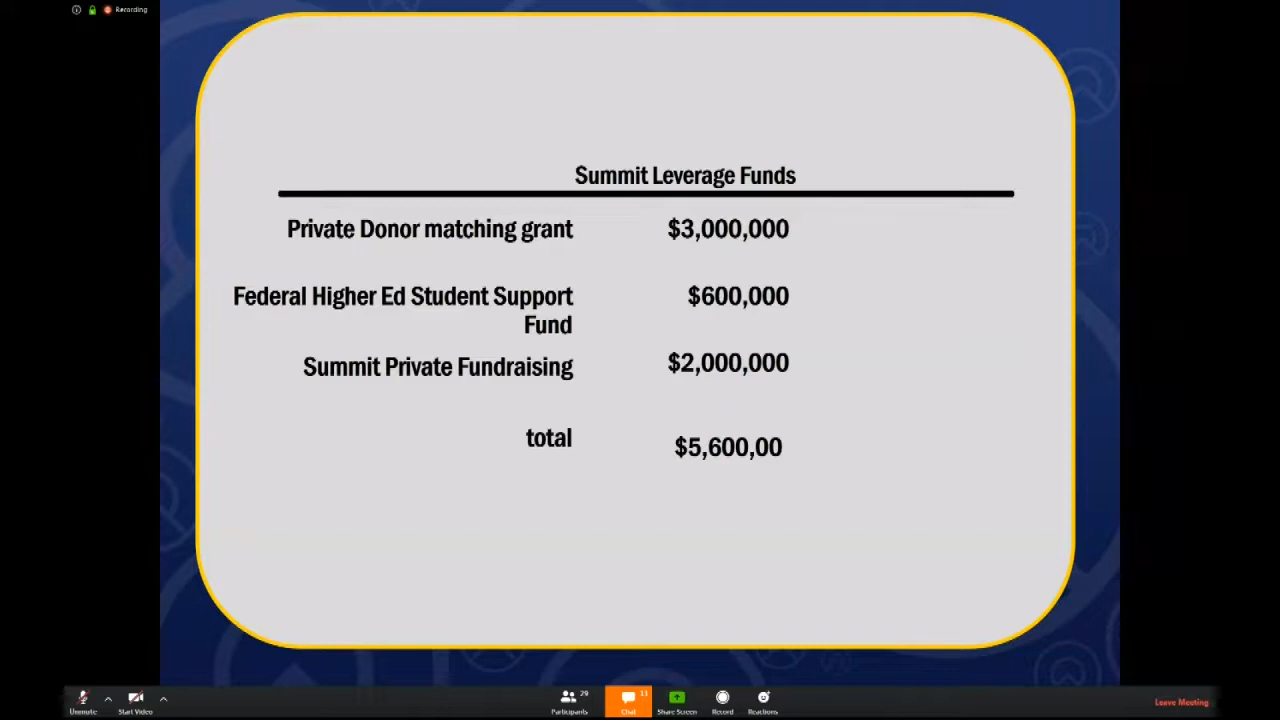 Recording
Summit Leverage Funds
Private Donor matching grant $3,000,000
Federal Higher Ed Student Support $600,000
Fund
Summit Private Fundraising $2,000,000
total $5,600,00
Unmute Start Video Participants 29 Chat 11 Share Screen Record Reactions Leave Meeting